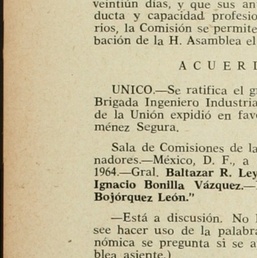 veintiún días, y que sus an
ducta y capacidad profesio
rios, la Comisión se permite
bación de la H. Asamblea el
A C U E R
UNICO.—Se ratifica el g
Brigada Ingeniero Industria
de la Unión expidió en fav
ménez Segura.
Sala de Comisiones de la
nadores.—México, D. F., a
1964.—Gral. Baltazar R. Ley
Ignacio Bonilla Vázquez.—
Bojórquez León."
—Está a discusión. No h
see hacer uso de la palabra
nómica se pregunta si se a
blea asiente.)